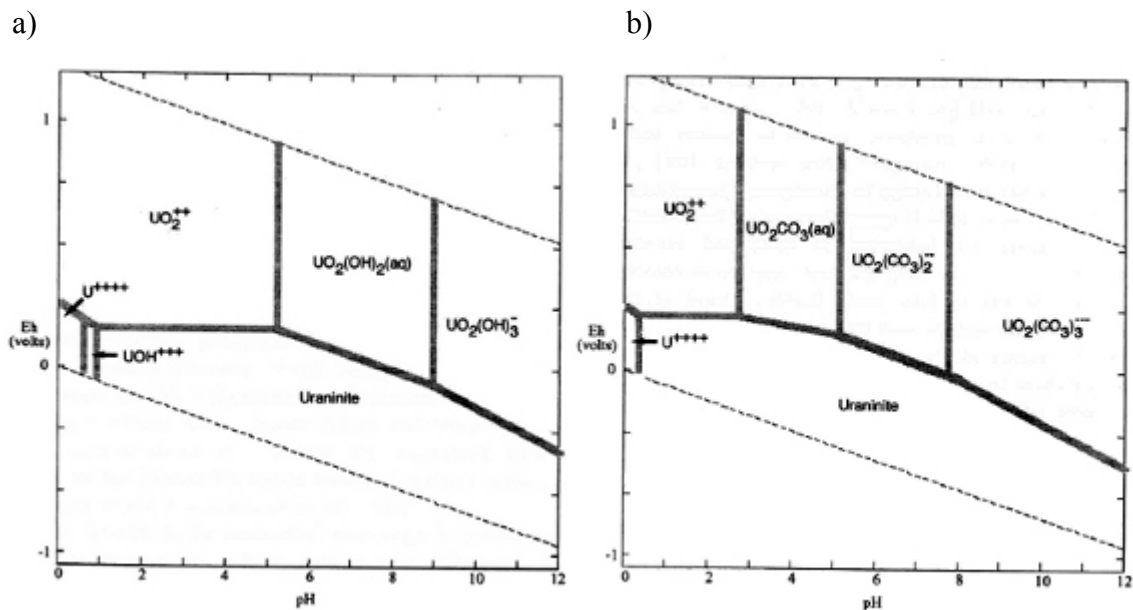 a)
1
UO₂⁺⁺
UO₂(OH)₂(aq)
UO₂(OH)₃⁻
U⁺⁺⁺⁺
Eh
(volts)
UOH⁺⁺⁺
0
Uraninite
-1
0 2 4 6 8 10 12
pH
b)
1
UO₂⁺⁺
UO₂CO₃(aq)
UO₂(CO₃)₂⁻⁻
UO₂(CO₃)₃⁻⁻⁻⁻
Eh
(volts)
U⁺⁺⁺⁺
0
Uraninite
-1
0 2 4 6 8 10 12
pH